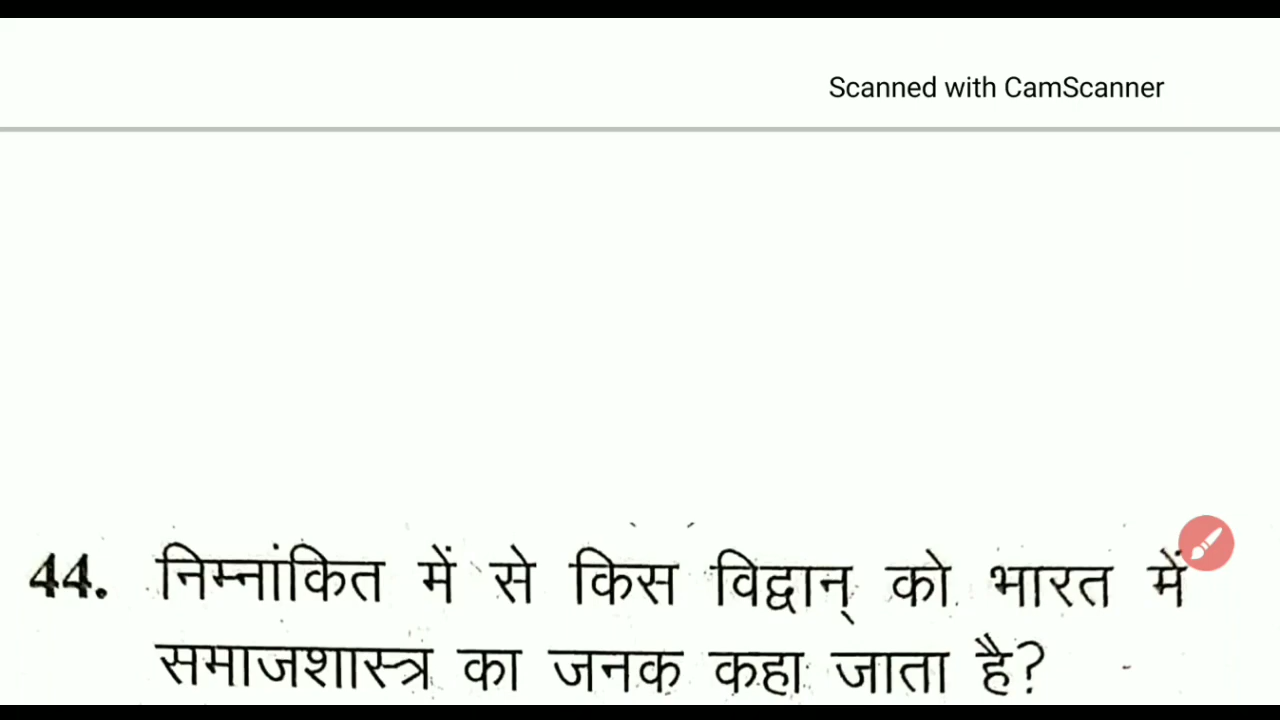 Scanned with CamScanner
44. निम्नांकित में से किस विद्वान् को भारत में
समाजशास्त्र का जनक कहा जाता है?